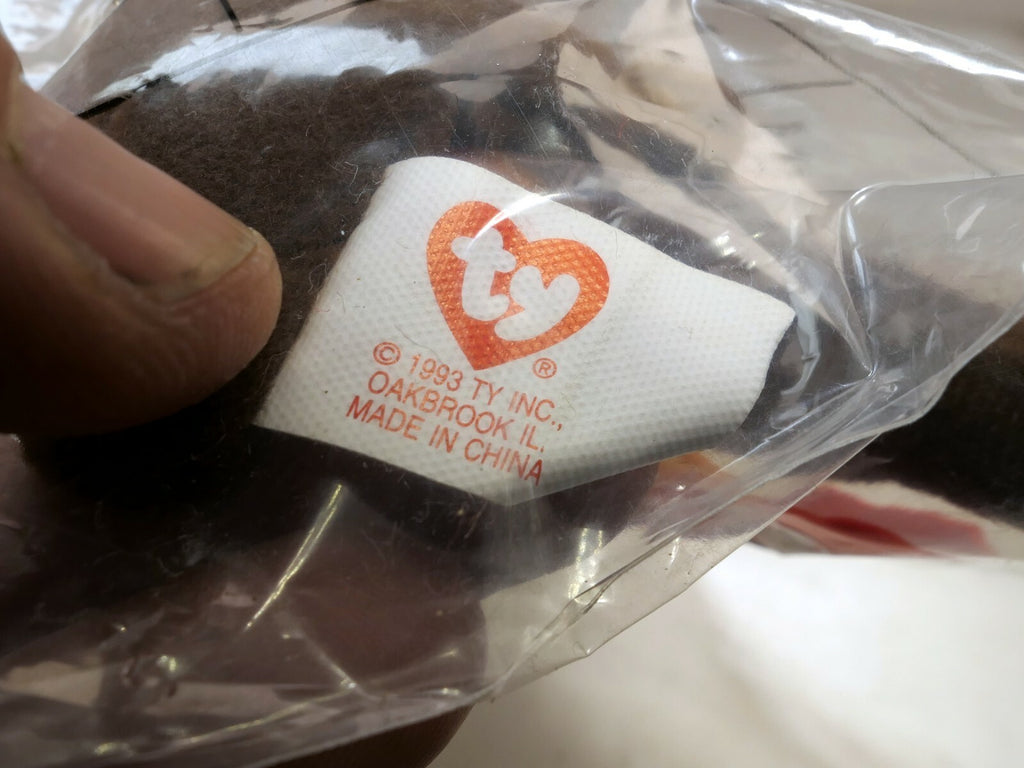 ty
®
© 1993 TY INC.,
OAKBROOK IL,
MADE IN CHINA